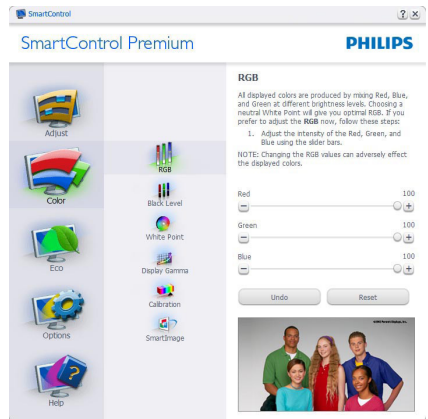 SmartControl
SmartControl Premium
PHILIPS
Adjust
Color
Eco
Options
Help
RGB
Black Level
White Point
Display Gamma
Calibration
SmartImage
RGB
All displayed colors are produced by mixing Red, Blue,
and Green at different brightness levels. Choosing a
neutral White Point will give you optimal RGB. If you
prefer to adjust the RGB now, follow these steps:
1. Adjust the intensity of the Red, Green, and
Blue using the slider bars.
NOTE: Changing the RGB values can adversely effect
the displayed colors.
Red 100
Green 100
Blue 100
Undo Reset